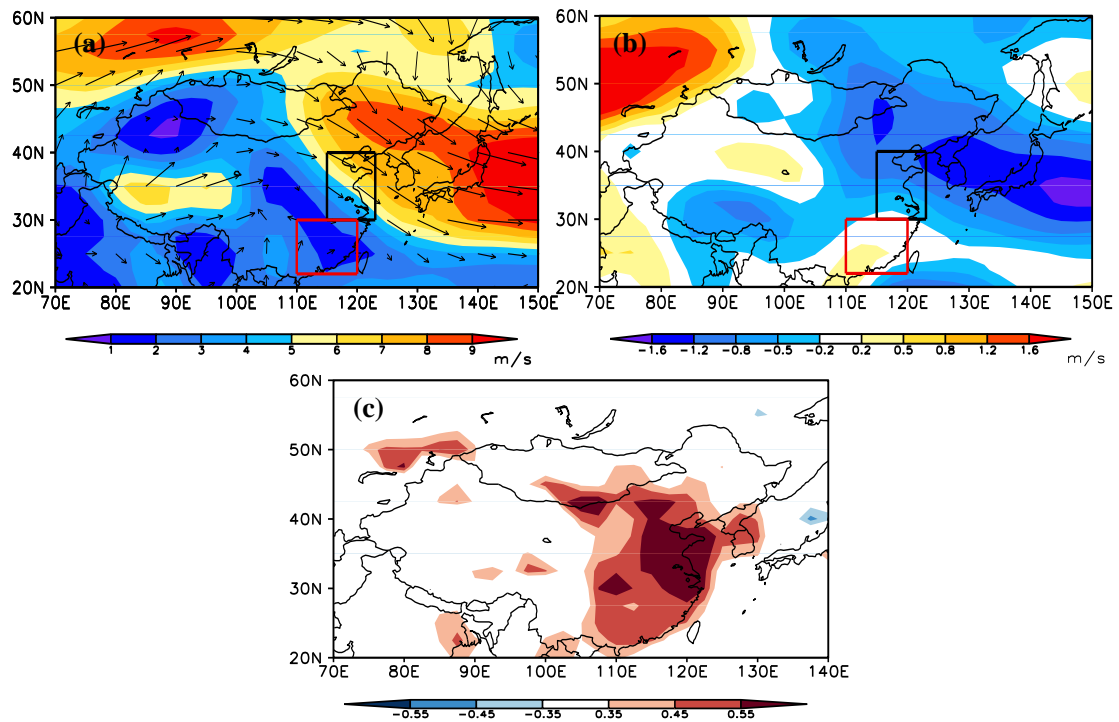 60N
(a)
50N
40N
30N
20N
70E 80E 90E 100E 110E 120E 130E 140E 150E
1 2 3 4 5 6 7 8 9
m/s
60N
(b)
50N
40N
30N
20N
70E 80E 90E 100E 110E 120E 130E 140E 150E
-1.6 -1.2 -0.8 -0.5 -0.2 0.2 0.5 0.8 1.2 1.6
m/s
60N
(c)
50N
40N
30N
20N
70E 80E 90E 100E 110E 120E 130E 140E
-0.55 -0.45 -0.35 0.35 0.45 0.55